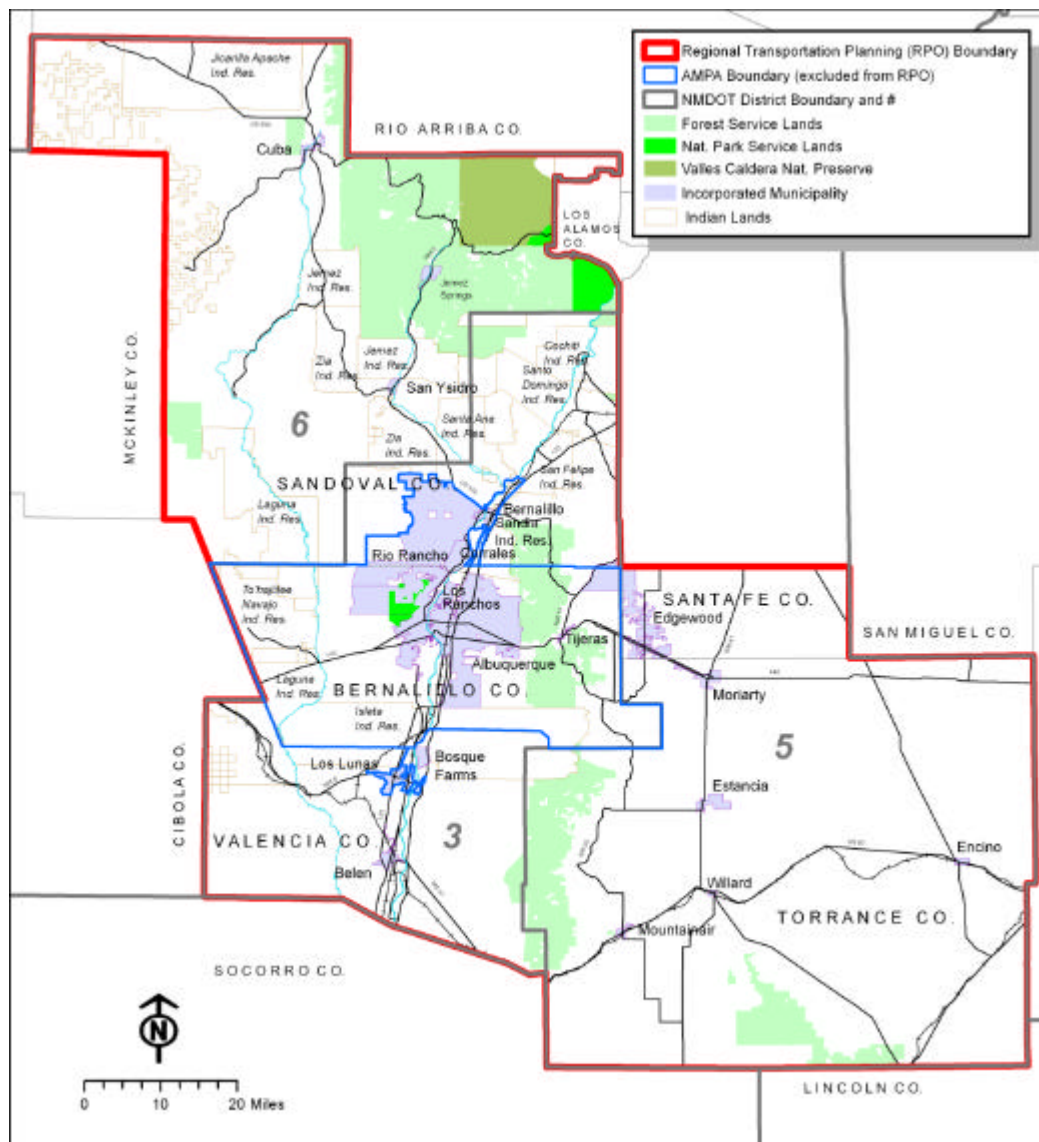 Regional Transportation Planning (RPO) Boundary
AMPA Boundary (excluded from RPO)
NMDOT District Boundary and #
Forest Service Lands
Nat. Park Service Lands
Valles Caldera Nat. Preserve
Incorporated Municipality
Indian Lands
Jicarilla Apache
Ind. Res.
RIO ARRIBA CO.
Cuba
LOS
ALAMOS
CO.
Jemez
Ind. Res.
Jemez
Springs
MCKINLEY CO.
Zia
Ind. Res.
Jemez
Ind. Res.
Cochiti
Ind. Res.
Santo
Domingo
Ind. Res.
San Ysidro
6
Santa Ana
Ind. Res.
Zia
Ind. Res.
San Felipe
Ind. Res.
SANDOVAL CO.
Laguna
Ind. Res.
Bernalillo
Sandia
Ind. Res.
Rio Rancho
Corrales
To'hajiilee
Navajo
Ind. Res.
Los
Ranchos
SANTA FE CO.
Edgewood
SAN MIGUEL CO.
Tijeras
Albuquerque
Laguna
Ind. Res.
BERNALILLO CO.
Moriarty
Isleta
Ind. Res.
5
Los Lunas
Bosque
Farms
CIBOLA CO.
Estancia
VALENCIA CO.
3
Encino
Belen
Willard
TORRANCE CO.
Mountainair
SOCORRO CO.
N
LINCOLN CO.
0 10 20 Miles